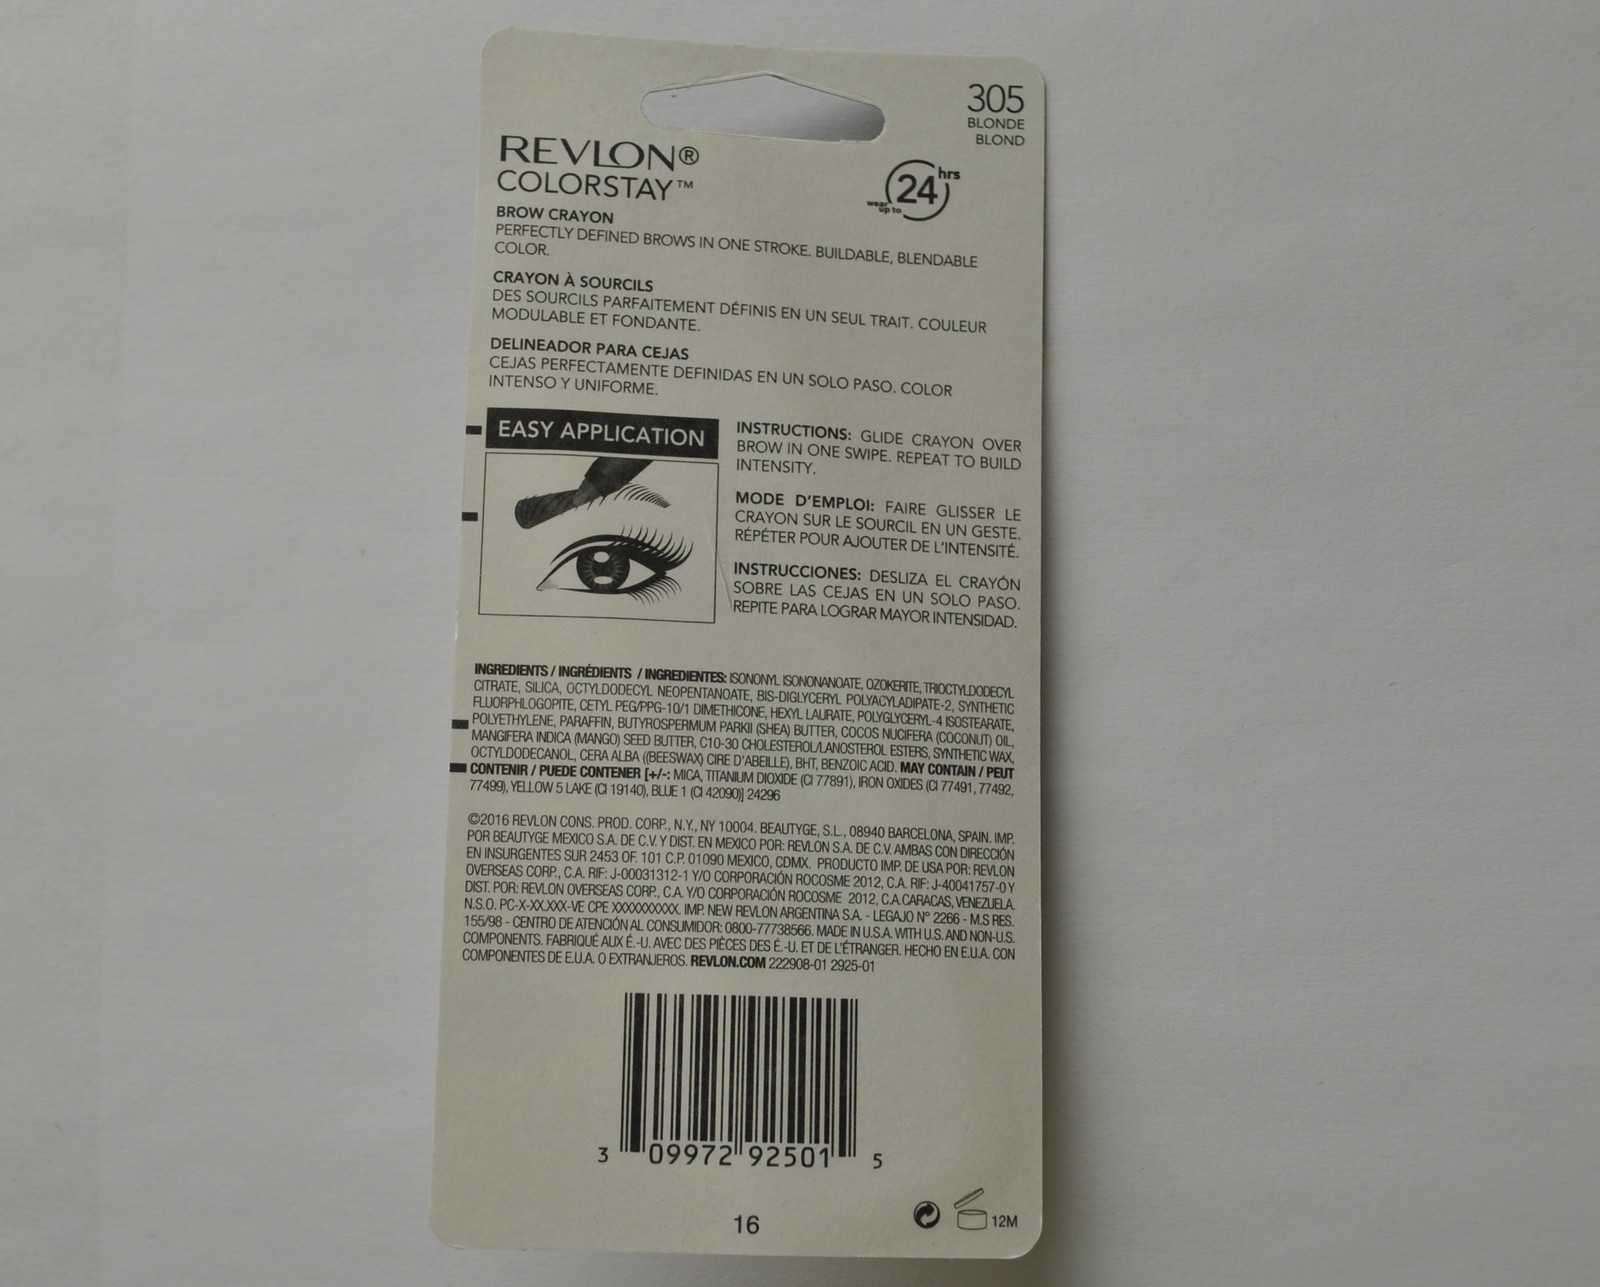 305
BLONDE
BLOND
REVLON®
COLORSTAY™
24 hrs
wear up to
BROW CRAYON
PERFECTLY DEFINED BROWS IN ONE STROKE. BUILDABLE, BLENDABLE
COLOR.
CRAYON À SOURCILS
DES SOURCILS PARFAITEMENT DÉFINIS EN UN SEUL TRAIT. COULEUR
MODULABLE ET FONDANTE.
DELINEADOR PARA CEJAS
CEJAS PERFECTAMENTE DEFINIDAS EN UN SOLO PASO. COLOR
INTENSO Y UNIFORME.
EASY APPLICATION
INSTRUCTIONS: GLIDE CRAYON OVER
BROW IN ONE SWIPE. REPEAT TO BUILD
INTENSITY.
MODE D'EMPLOI: FAIRE GLISSER LE
CRAYON SUR LE SOURCIL EN UN GESTE.
RÉPÉTER POUR AJOUTER DE L'INTENSITÉ.
INSTRUCCIONES: DESLIZA EL CRAYÓN
SOBRE LAS CEJAS EN UN SOLO PASO.
REPITE PARA LOGRAR MAYOR INTENSIDAD.
INGREDIENTS / INGRÉDIENTS / INGREDIENTES: ISONONYL ISONONANOATE, OZOKERITE, TRIOCTYLDODECYL
CITRATE, SILICA, OCTYLDODECYL NEOPENTANOATE, BIS-DIGLYCERYL POLYACYLADIPATE-2, SYNTHETIC
FLUORPHLOGOPITE, CETYL PEG/PPG-10/1 DIMETHICONE, HEXYL LAURATE, POLYGLYCERYL-4 ISOSTEARATE,
POLYETHYLENE, PARAFFIN, BUTYROSPERMUM PARKII (SHEA) BUTTER, COCOS NUCIFERA (COCONUT) OIL,
MANGIFERA INDICA (MANGO) SEED BUTTER, C10-30 CHOLESTEROL/LANOSTEROL ESTERS, SYNTHETIC WAX,
OCTYLDODECANOL, CERA ALBA ((BEESWAX) CIRE D'ABEILLE), BHT, BENZOIC ACID. MAY CONTAIN / PEUT
CONTENIR / PUEDE CONTENER [+/-: MICA, TITANIUM DIOXIDE (CI 77891), IRON OXIDES (CI 77491, 77492,
77499), YELLOW 5 LAKE (CI 19140), BLUE 1 (CI 42090)] 24296
©2016 REVLON CONS. PROD. CORP., N.Y., NY 10004. BEAUTYGE, S.L., 08940 BARCELONA, SPAIN. IMP.
POR BEAUTYGE MEXICO S.A. DE C.V. Y DIST. EN MEXICO POR: REVLON S.A. DE C.V. AMBAS CON DIRECCIÓN
EN INSURGENTES SUR 2453 OF. 101 C.P. 01090 MEXICO, CDMX. PRODUCTO IMP. DE USA POR: REVLON
OVERSEAS CORP., C.A. RIF: J-00031312-1 Y/O CORPORACIÓN ROCOSME 2012, C.A. RIF: J-40041757-0 Y
DIST. POR: REVLON OVERSEAS CORP., C.A. Y/O CORPORACIÓN ROCOSME 2012, C.A.CARACAS, VENEZUELA.
N.S.O. PC-X-XX.XXX-VE CPE XXXXXXXXXX. IMP. NEW REVLON ARGENTINA S.A. - LEGAJO N° 2266 - M.S RES.
155/98 - CENTRO DE ATENCIÓN AL CONSUMIDOR: 0800-77738566. MADE IN U.S.A. WITH U.S. AND NON-U.S.
COMPONENTS. FABRIQUÉ AUX É.-U. AVEC DES PIÈCES DES É.-U. ET DE L'ÉTRANGER. HECHO EN E.U.A. CON
COMPONENTES DE E.U.A. O EXTRANJEROS. REVLON.COM 222908-01 2925-01
3 09972 92501 5
16
12M